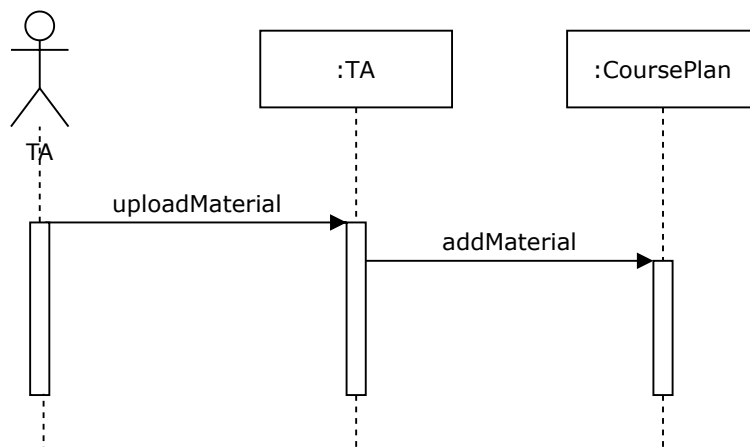 :TA
:CoursePlan
TA
uploadMaterial
addMaterial